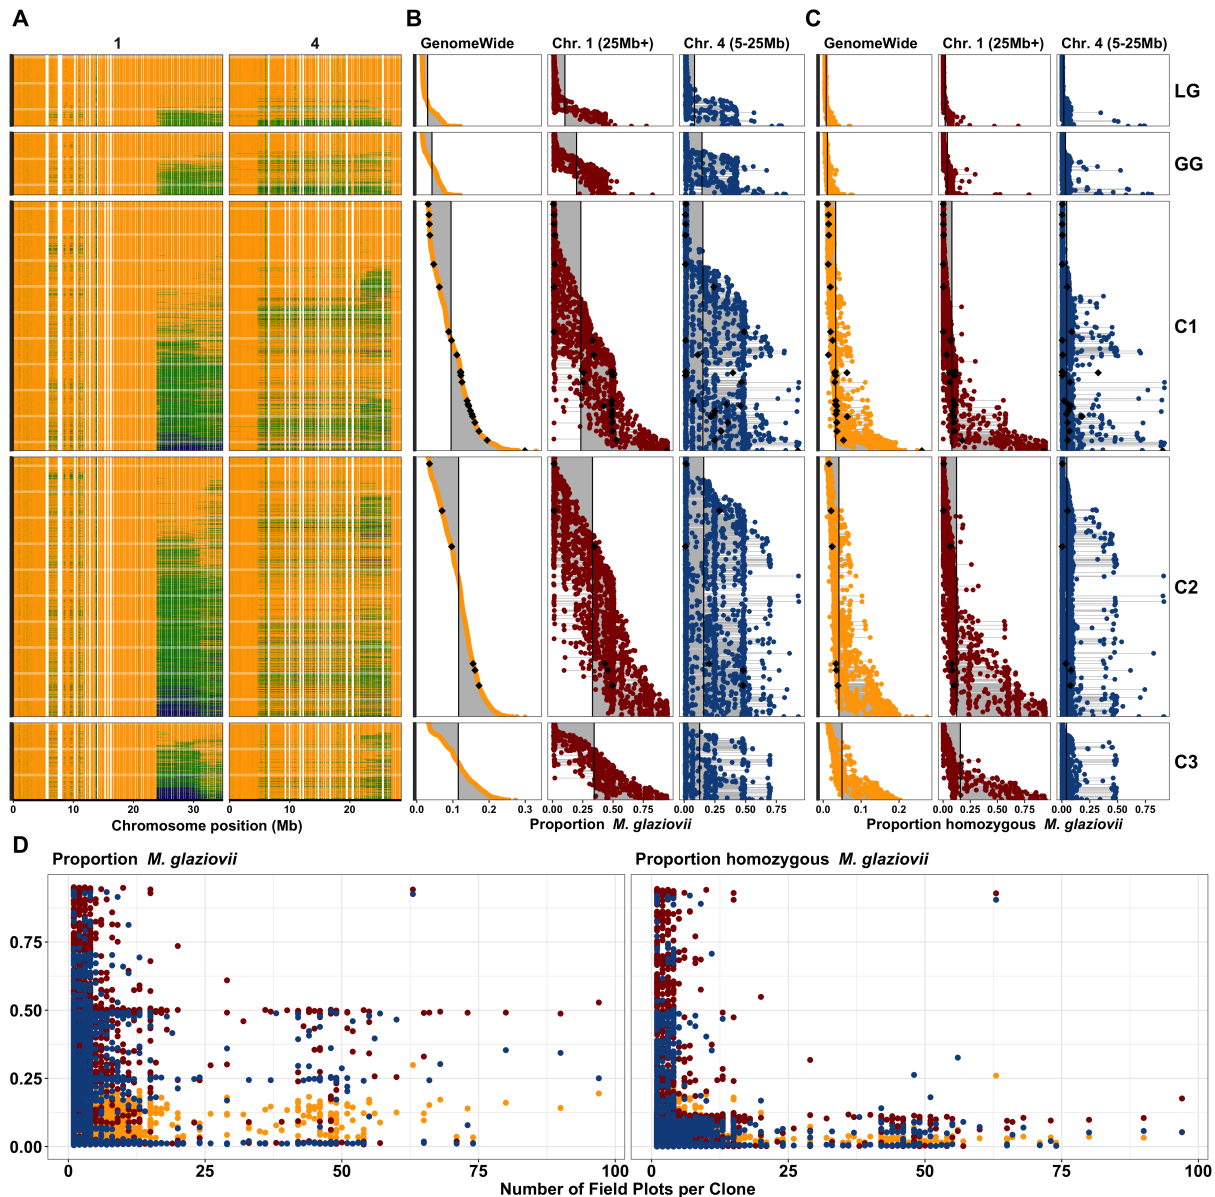 A
B
C
1
4
GenomeWide
Chr. 1 (25Mb+)
Chr. 4 (5-25Mb)
GenomeWide
Chr. 1 (25Mb+)
Chr. 4 (5-25Mb)
LG
GG
C1
C2
C3
0 10 20 30 0 10 20
0.0 0.1 0.2 0.3 0.00 0.25 0.50 0.75 0.00 0.25 0.50 0.75
0.0 0.1 0.2 0.00 0.25 0.50 0.75 0.00 0.25 0.50 0.75
Chromosome position (Mb)
Proportion M. glaziovii
Proportion homozygous M. glaziovii
D
Proportion M. glaziovii
Proportion homozygous M. glaziovii
0.75
0.50
0.25
0.00
0 25 50 75 100 0 25 50 75 100
Number of Field Plots per Clone